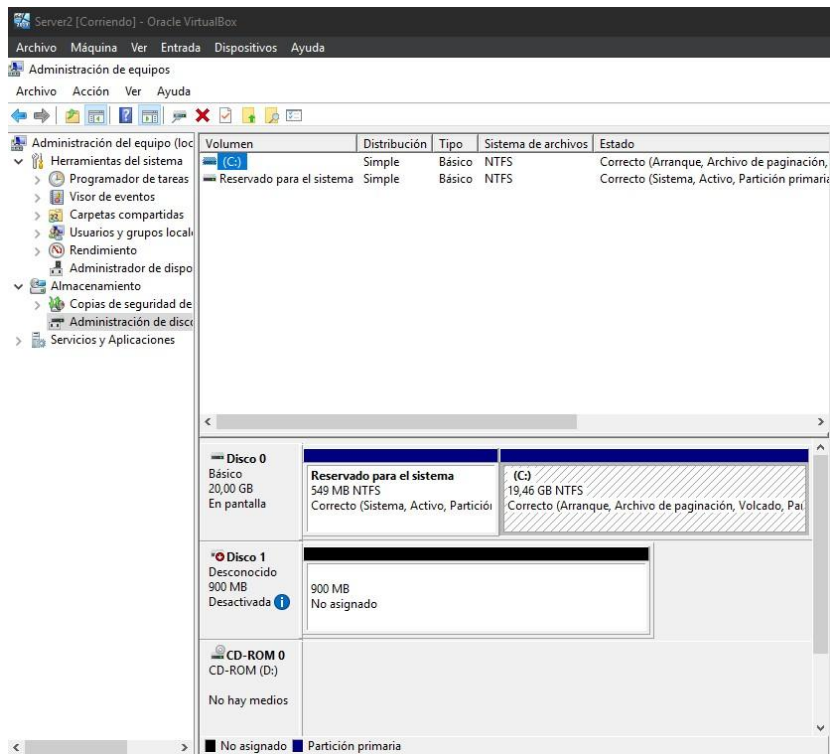 Server2 [Corriendo] - Oracle VirtualBox
Archivo Máquina Ver Entrada Dispositivos Ayuda
Administración de equipos
Archivo Acción Ver Ayuda
Administración del equipo (loc
Herramientas del sistema
Programador de tareas
Visor de eventos
Carpetas compartidas
Usuarios y grupos locale
Rendimiento
Administrador de dispo
Almacenamiento
Copias de seguridad de
Administración de disco
Servicios y Aplicaciones
Volumen Distribución Tipo Sistema de archivos Estado
(C:) Simple Básico NTFS Correcto (Arranque, Archivo de paginación,
Reservado para el sistema Simple Básico NTFS Correcto (Sistema, Activo, Partición primaria
Disco 0
Básico
20,00 GB
En pantalla
Reservado para el sistema
549 MB NTFS
Correcto (Sistema, Activo, Partición
(C:)
19,46 GB NTFS
Correcto (Arranque, Archivo de paginación, Volcado, Par
Disco 1
Desconocido
900 MB
Desactivada
900 MB
No asignado
CD-ROM 0
CD-ROM (D:)
No hay medios
No asignado Partición primaria